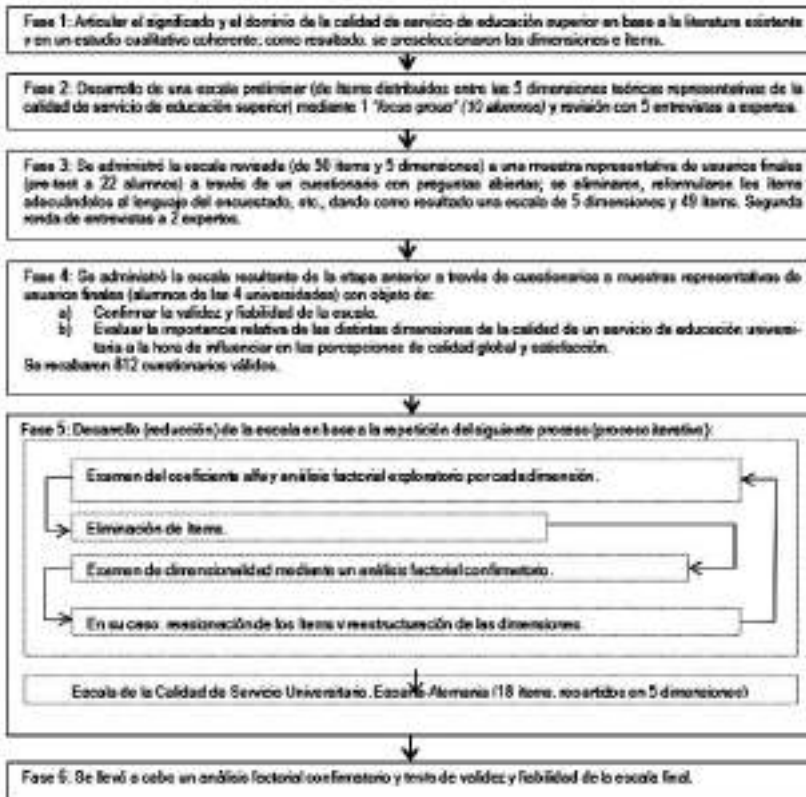 Fase 1: Articular el significado y el dominio de la calidad de servicio de educación superior en base a la literatura existente
y en un estudio cualitativo coherente, como resultado, se preseleccionaron las dimensiones e ítems.
Fase 2: Desarrollo de una escala preliminar (de ítems distribuidos entre las 5 dimensiones teóricas representativas de la
calidad de servicio de educación superior) mediante 1 "focus group" (10 alumnos) y revisión con 5 entrevistas a expertos.
Fase 3: Se administró la escala revisada (de 50 ítems y 5 dimensiones) a una muestra representativa de usuarios finales
(pre-test a 22 alumnos) a través de un cuestionario con preguntas abiertas; se eliminaron, reformularon los ítems
adecuándolos al lenguaje del encuestado, etc., dando como resultado una escala de 5 dimensiones y 49 ítems. Segunda
ronda de entrevistas a 2 expertos.
Fase 4: Se administró la escala resultante de la etapa anterior a través de cuestionarios a muestras representativas de
usuarios finales (alumnos de las 4 universidades) con objeto de:
a) Confirmar la validez y fiabilidad de la escala.
b) Evaluar la importancia relativa de las distintas dimensiones de la calidad de un servicio de educación universi-
taria a la hora de influenciar en las percepciones de calidad global y satisfacción.
Se recabaron 812 cuestionarios válidos.
Fase 5: Desarrollo (reducción) de la escala en base a la repetición del siguiente proceso (proceso iterativo):
Examen del coeficiente alfa y análisis factorial exploratorio por cada dimensión.
Eliminación de ítems.
Examen de dimensionalidad mediante un análisis factorial confirmatorio.
En su caso, reasignación de los ítems y reestructuración de las dimensiones.
Escala de la Calidad de Servicio Universitario. España-Alemania (18 ítems, repartidos en 5 dimensiones)
Fase 6: Se llevó a cabo un análisis factorial confirmatorio y tests de validez y fiabilidad de la escala final.